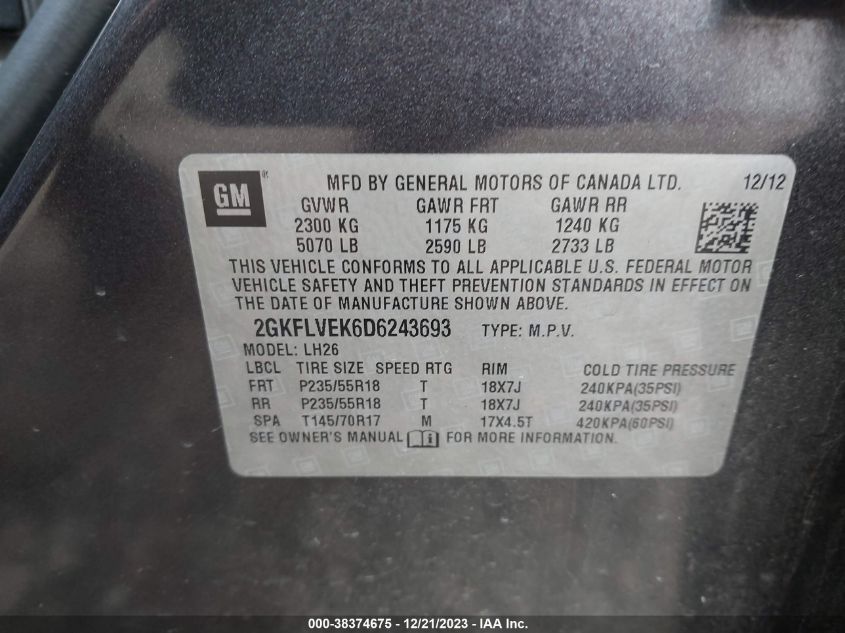 GM ®
MFD BY GENERAL MOTORS OF CANADA LTD. 12/12
GVWR GAWR FRT GAWR RR
2300 KG 1175 KG 1240 KG
5070 LB 2590 LB 2733 LB
THIS VEHICLE CONFORMS TO ALL APPLICABLE U.S. FEDERAL MOTOR
VEHICLE SAFETY AND THEFT PREVENTION STANDARDS IN EFFECT ON
THE DATE OF MANUFACTURE SHOWN ABOVE.
2GKFLVEK6D6243693 TYPE: M.P.V.
MODEL: LH26
LBCL TIRE SIZE SPEED RTG RIM COLD TIRE PRESSURE
FRT P235/55R18 T 18X7J 240KPA(35PSI)
RR P235/55R18 T 18X7J 240KPA(35PSI)
SPA T145/70R17 M 17X4.5T 420KPA(60PSI)
SEE OWNER'S MANUAL FOR MORE INFORMATION.
000-38374675 - 12/21/2023 - IAA Inc.